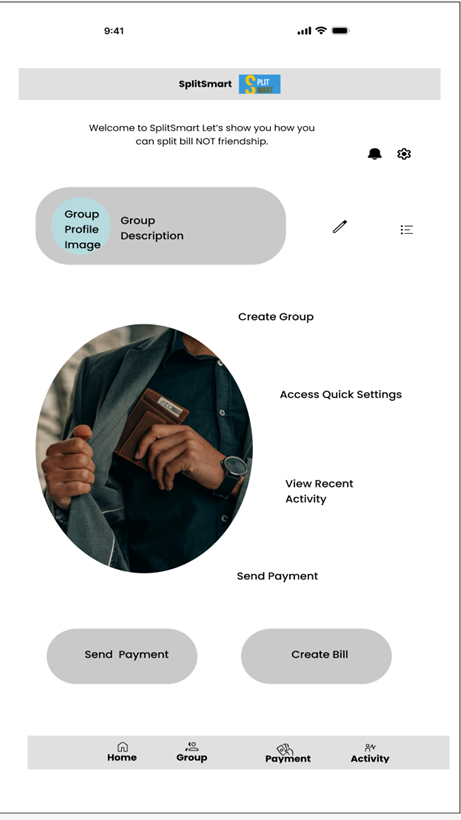 9:41
SplitSmart SPLIT
SMART
Welcome to SplitSmart Let's show you how you
can split bill NOT friendship.
Group
Profile
Image
Group
Description
Create Group
Access Quick Settings
View Recent
Activity
Send Payment
Send Payment
Create Bill
Home
Group
Payment
Activity